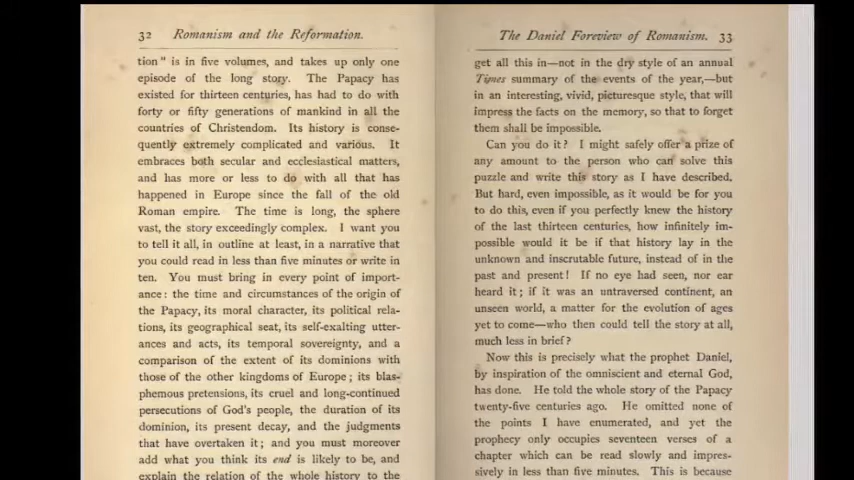 32 Romanism and the Reformation.
tion" is in five volumes, and takes up only one
episode of the long story. The Papacy has
existed for thirteen centuries, has had to do with
forty or fifty generations of mankind in all the
countries of Christendom. Its history is conse-
quently extremely complicated and various. It
embraces both secular and ecclesiastical matters,
and has more or less to do with all that has
happened in Europe since the fall of the old
Roman empire. The time is long, the sphere
vast, the story exceedingly complex. I want you
to tell it all, in outline at least, in a narrative that
you could read in less than five minutes or write in
ten. You must bring in every point of import-
ance: the time and circumstances of the origin of
the Papacy, its moral character, its political rela-
tions, its geographical seat, its self-exalting utter-
ances and acts, its temporal sovereignty, and a
comparison of the extent of its dominions with
those of the other kingdoms of Europe; its blas-
phemous pretensions, its cruel and long-continued
persecutions of God's people, the duration of its
dominion, its present decay, and the judgments
that have overtaken it; and you must moreover
add what you think its end is likely to be, and
explain the relation of the whole history to the
The Daniel Foreview of Romanism. 33
get all this in—not in the dry style of an annual
Times summary of the events of the year,—but
in an interesting, vivid, picturesque style, that will
impress the facts on the memory, so that to forget
them shall be impossible.
Can you do it? I might safely offer a prize of
any amount to the person who can solve this
puzzle and write this story as I have described.
But hard, even impossible, as it would be for you
to do this, even if you perfectly knew the history
of the last thirteen centuries, how infinitely im-
possible would it be if that history lay in the
unknown and inscrutable future, instead of in the
past and present! If no eye had seen, nor ear
heard it; if it was an untraversed continent, an
unseen world, a matter for the evolution of ages
yet to come—who then could tell the story at all,
much less in brief?
Now this is precisely what the prophet Daniel,
by inspiration of the omniscient and eternal God,
has done. He told the whole story of the Papacy
twenty-five centuries ago. He omitted none of
the points I have enumerated, and yet the
prophecy only occupies seventeen verses of a
chapter which can be read slowly and impres-
sively in less than five minutes. This is because